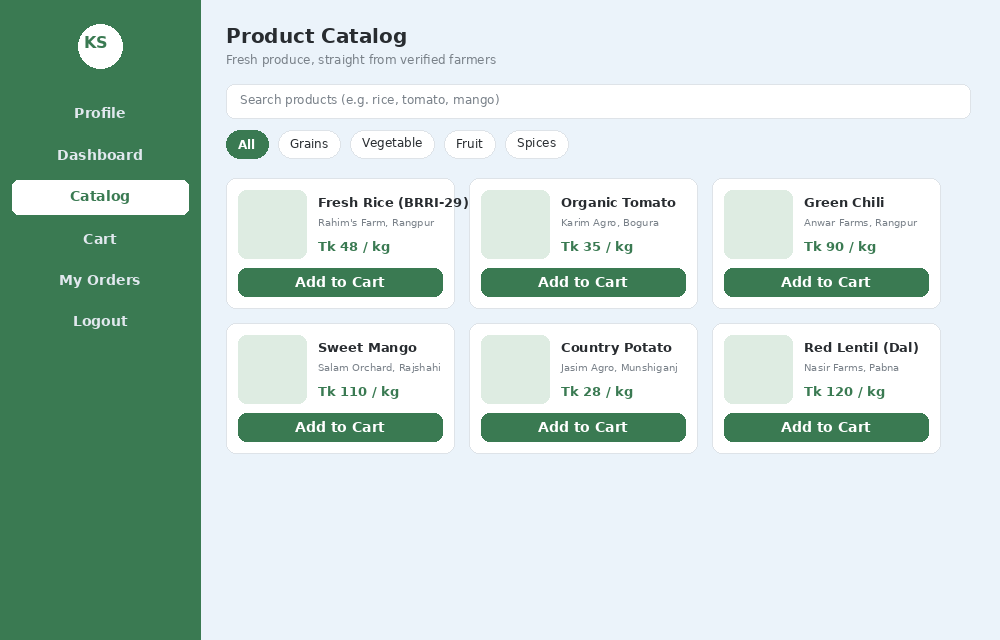 KS
Profile
Dashboard
Catalog
Cart
My Orders
Logout
Product Catalog
Fresh produce, straight from verified farmers
Search products (e.g. rice, tomato, mango)
All Grains Vegetable Fruit Spices
Fresh Rice (BRRI-29)
Rahim's Farm, Rangpur
Tk 48 / kg
Add to Cart
Organic Tomato
Karim Agro, Bogura
Tk 35 / kg
Add to Cart
Green Chili
Anwar Farms, Rangpur
Tk 90 / kg
Add to Cart
Sweet Mango
Salam Orchard, Rajshahi
Tk 110 / kg
Add to Cart
Country Potato
Jasim Agro, Munshiganj
Tk 28 / kg
Add to Cart
Red Lentil (Dal)
Nasir Farms, Pabna
Tk 120 / kg
Add to Cart